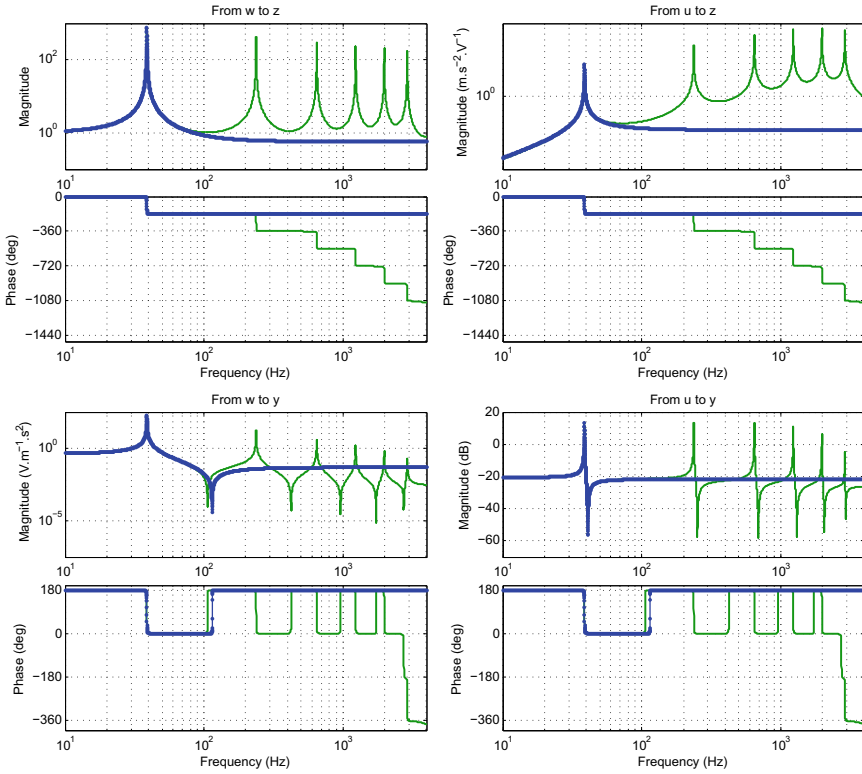 From w to z
Magnitude
10²
10⁰
10¹ 10² 10³
Phase (deg)
0
−360
−720
−1080
−1440
10¹ 10² 10³
Frequency (Hz)
From u to z
Magnitude (m.s⁻².V⁻¹)
10⁰
10¹ 10² 10³
Phase (deg)
0
−360
−720
−1080
−1440
10¹ 10² 10³
Frequency (Hz)
From w to y
Magnitude (V.m⁻¹.s²)
10⁰
10⁻⁵
10¹ 10² 10³
Phase (deg)
180
0
−180
−360
10¹ 10² 10³
Frequency (Hz)
From u to y
Magnitude (dB)
20
0
−20
−40
−60
10¹ 10² 10³
Phase (deg)
180
0
−180
−360
10¹ 10² 10³
Frequency (Hz)